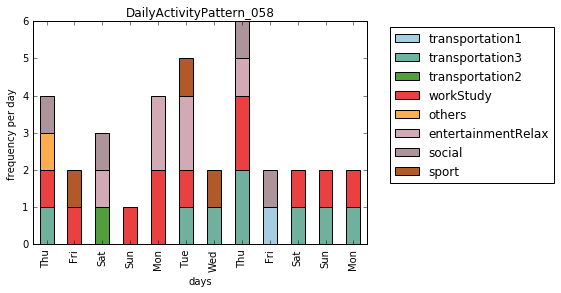 DailyActivityPattern_058
6
5
4
3
2
1
0
frequency per day
Thu Fri Sat Sun Mon Tue Wed Thu Fri Sat Sun Mon
days
transportation1
transportation3
transportation2
workStudy
others
entertainmentRelax
social
sport